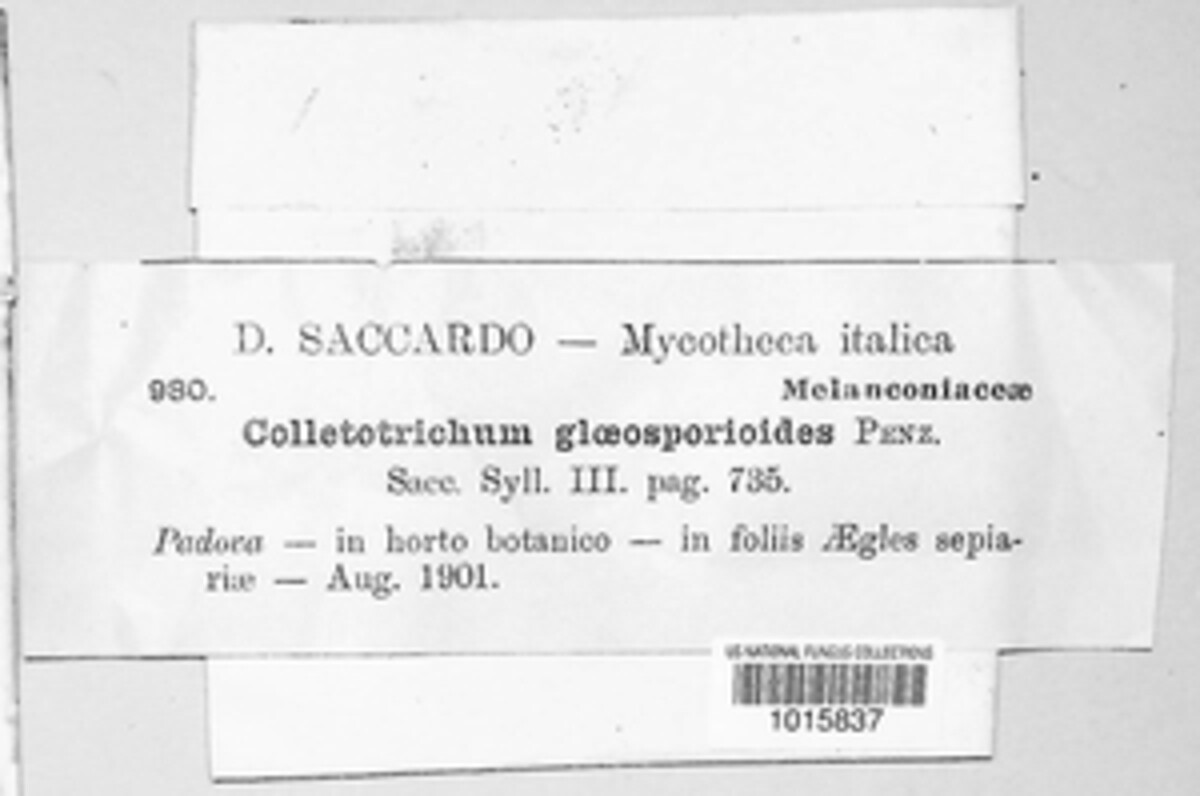 D. SACCARDO — Mycotheca italica
980. Melanconiaceæ
Colletotrichum glœosporioides PENZ.
Sacc. Syll. III. pag. 735.
Padova — in horto botanico — in foliis Ægles sepia-
riæ — Aug. 1901.
US NATIONAL FUNGUS COLLECTIONS
1015837